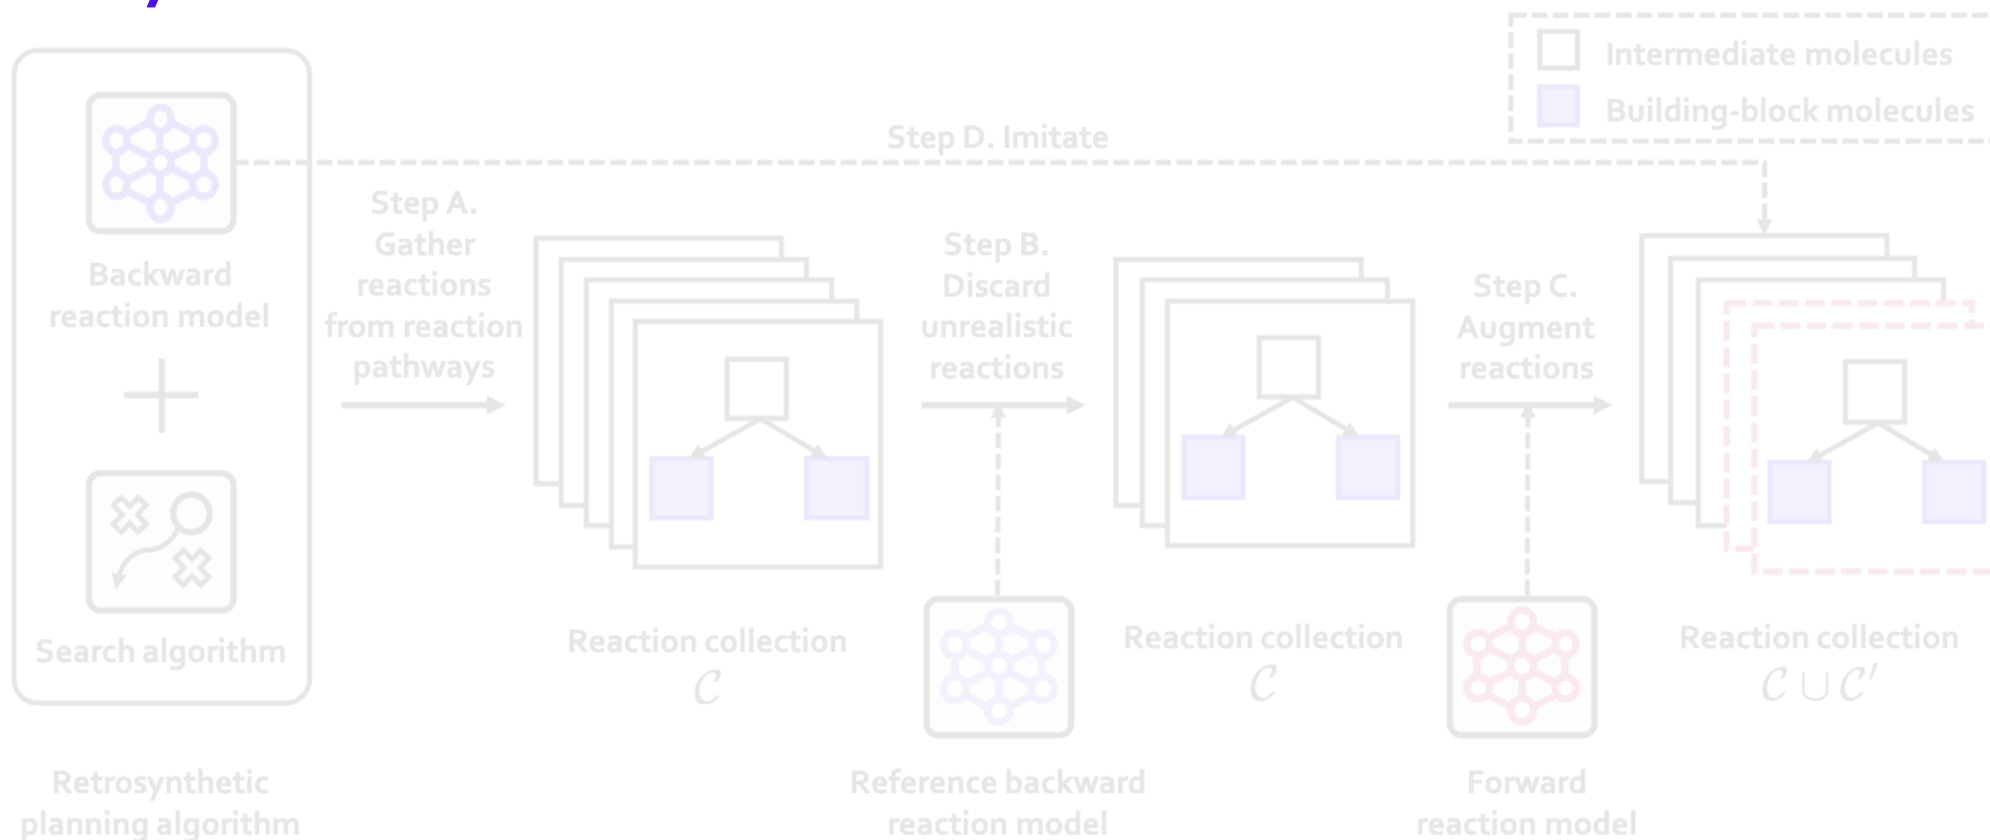 Intermediate molecules
Building-block molecules
Step D. Imitate
Backward
reaction model
Search algorithm
Retrosynthetic
planning algorithm
Step A.
Gather
reactions
from reaction
pathways
Reaction collection
𝒞
Step B.
Discard
unrealistic
reactions
Reference backward
reaction model
Reaction collection
𝒞
Step C.
Augment
reactions
Forward
reaction model
Reaction collection
𝒞 ∪ 𝒞′